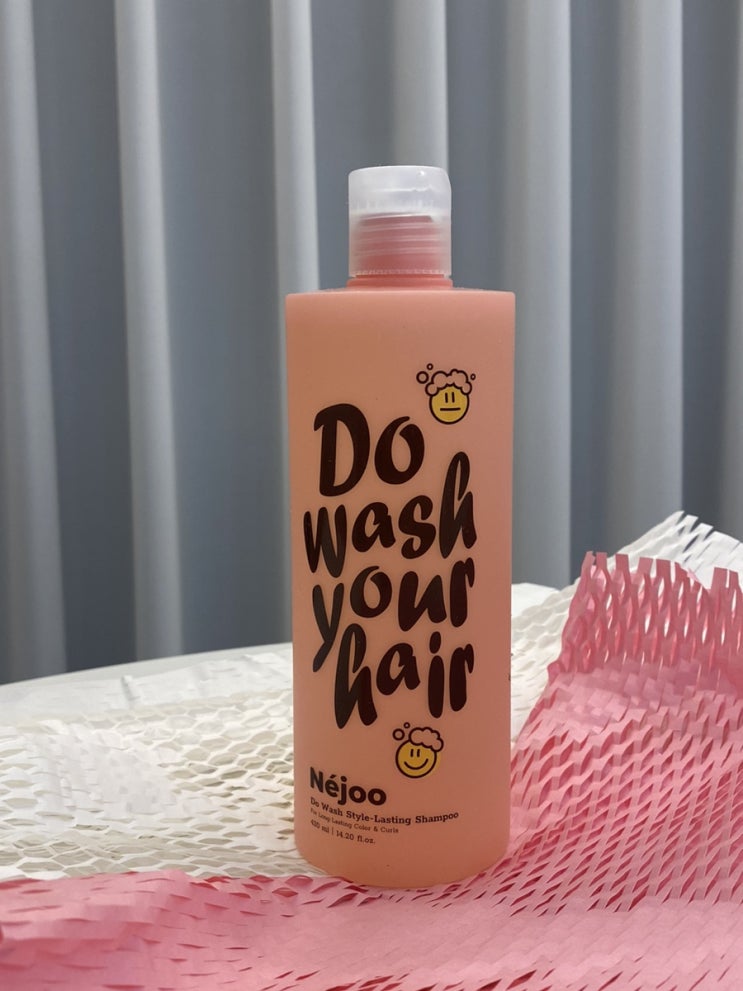 Do
wash
your
hair
Néjoo
Do Wash Style-Lasting Shampoo
For Long Lasting Color & Curls
420 ml | 14.20 fl.oz.